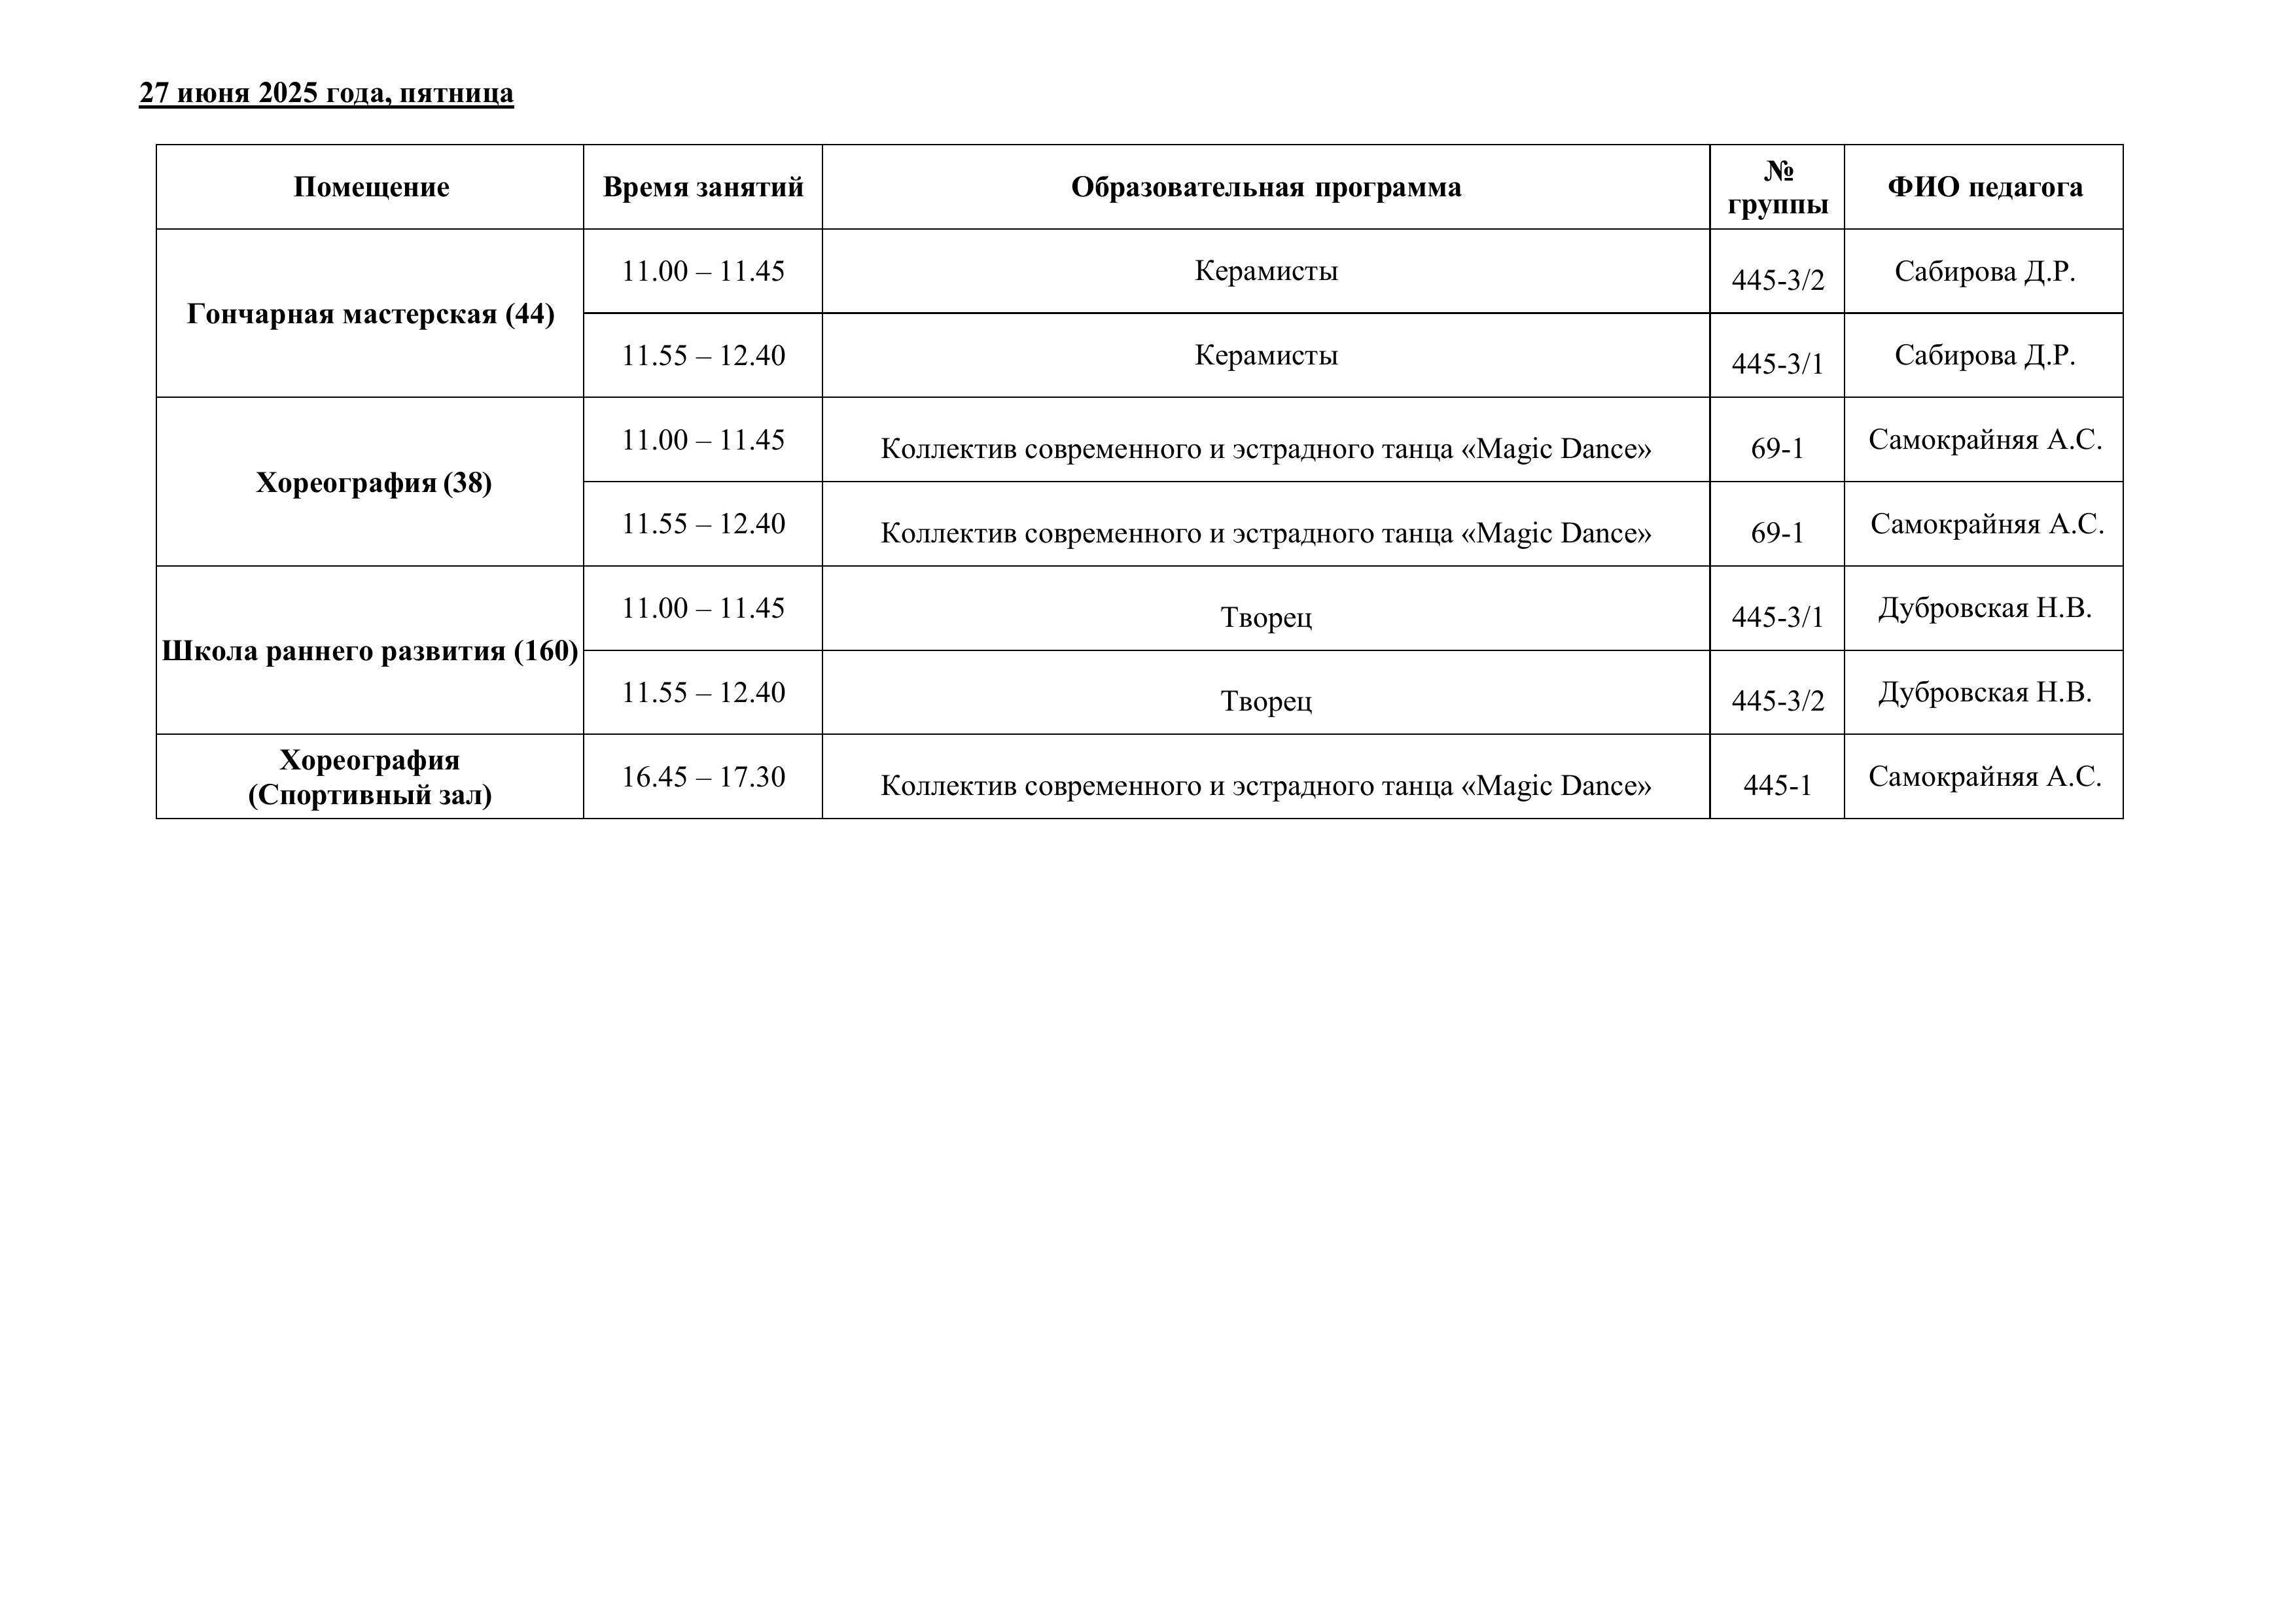 27 июня 2025 года, пятница
Помещение Время занятий Образовательная программа № группы ФИО педагога
Гончарная мастерская (44)
11.00 – 11.45 Керамисты 445-3/2 Сабирова Д.Р.
11.55 – 12.40 Керамисты 445-3/1 Сабирова Д.Р.
Хореография (38)
11.00 – 11.45 Коллектив современного и эстрадного танца «Magic Dance» 69-1 Самокрайняя А.С.
11.55 – 12.40 Коллектив современного и эстрадного танца «Magic Dance» 69-1 Самокрайняя А.С.
Школа раннего развития (160)
11.00 – 11.45 Творец 445-3/1 Дубровская Н.В.
11.55 – 12.40 Творец 445-3/2 Дубровская Н.В.
Хореография
(Спортивный зал)
16.45 – 17.30 Коллектив современного и эстрадного танца «Magic Dance» 445-1 Самокрайняя А.С.